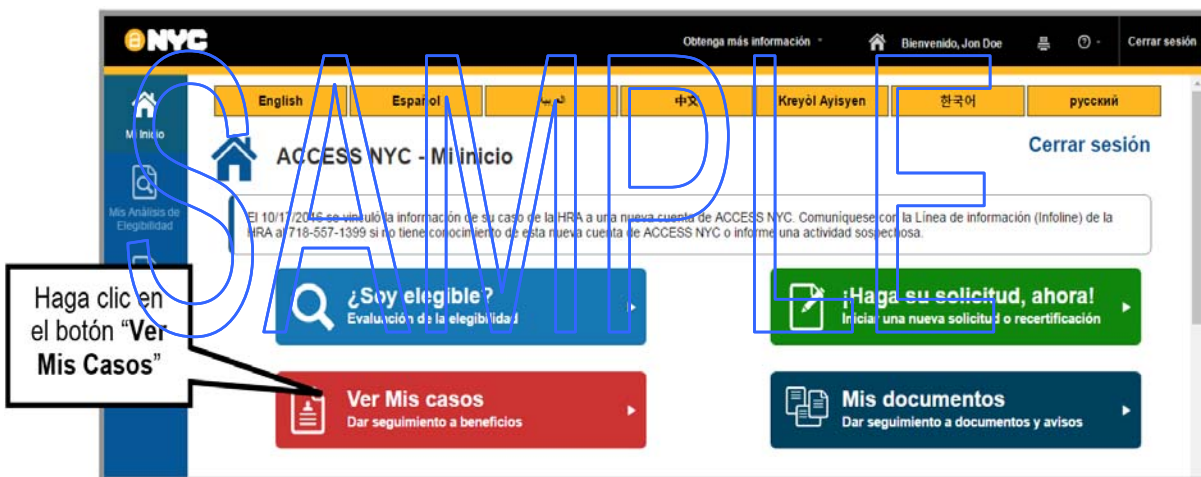 NYC
Obtenga más información
Bienvenido, Jon Doe
Cerrar sesión
English
Español
中文
Kreyòl Ayisyen
한국어
русский
Mi Inicio
ACCESS NYC - Mi inicio
Cerrar sesión
Mis Análisis de
Elegibilidad
El 10/17/2016 se vinculó la información de su caso de la HRA a una nueva cuenta de ACCESS NYC. Comuníquese con la Línea de información (Infoline) de la
HRA al 718-557-1399 si no tiene conocimiento de esta nueva cuenta de ACCESS NYC o informe una actividad sospechosa.
SAMPLE
¿Soy elegible?
Evaluación de la elegibilidad
¡Haga su solicitud, ahora!
Iniciar una nueva solicitud o recertificación
Haga clic en
el botón “Ver
Mis Casos”
Ver Mis casos
Dar seguimiento a beneficios
Mis documentos
Dar seguimiento a documentos y avisos